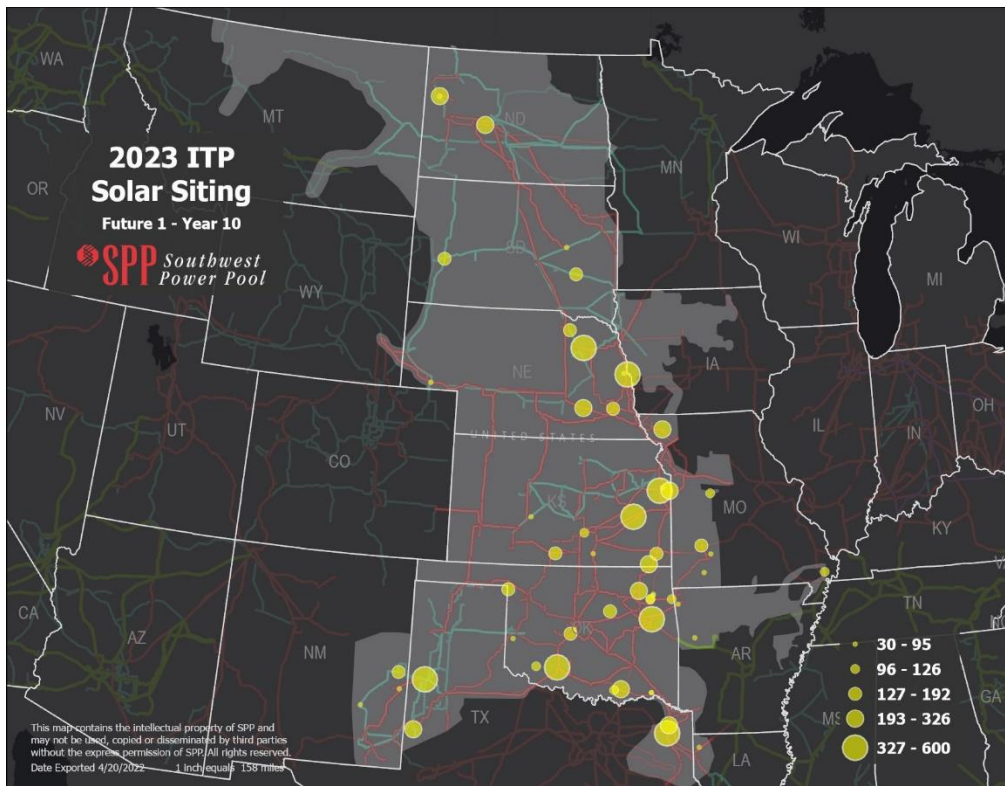 2023 ITP
Solar Siting
Future 1 - Year 10
SPP Southwest
Power Pool
WA
MT
ND
MN
OR
SD
WI
MI
WY
NE
IA
NV
UT
CO
UNITED STATES
IL
IN
OH
KS
MO
KY
VA
CA
AZ
NM
OK
AR
TN
NC
TX
LA
MS
GA
30 - 95
96 - 126
127 - 192
193 - 326
327 - 600
This map contains the intellectual property of SPP and
may not be used, copied or disseminated by third parties
without the express permission of SPP. All rights reserved.
Date Exported 4/20/2022 1 inch equals 158 miles